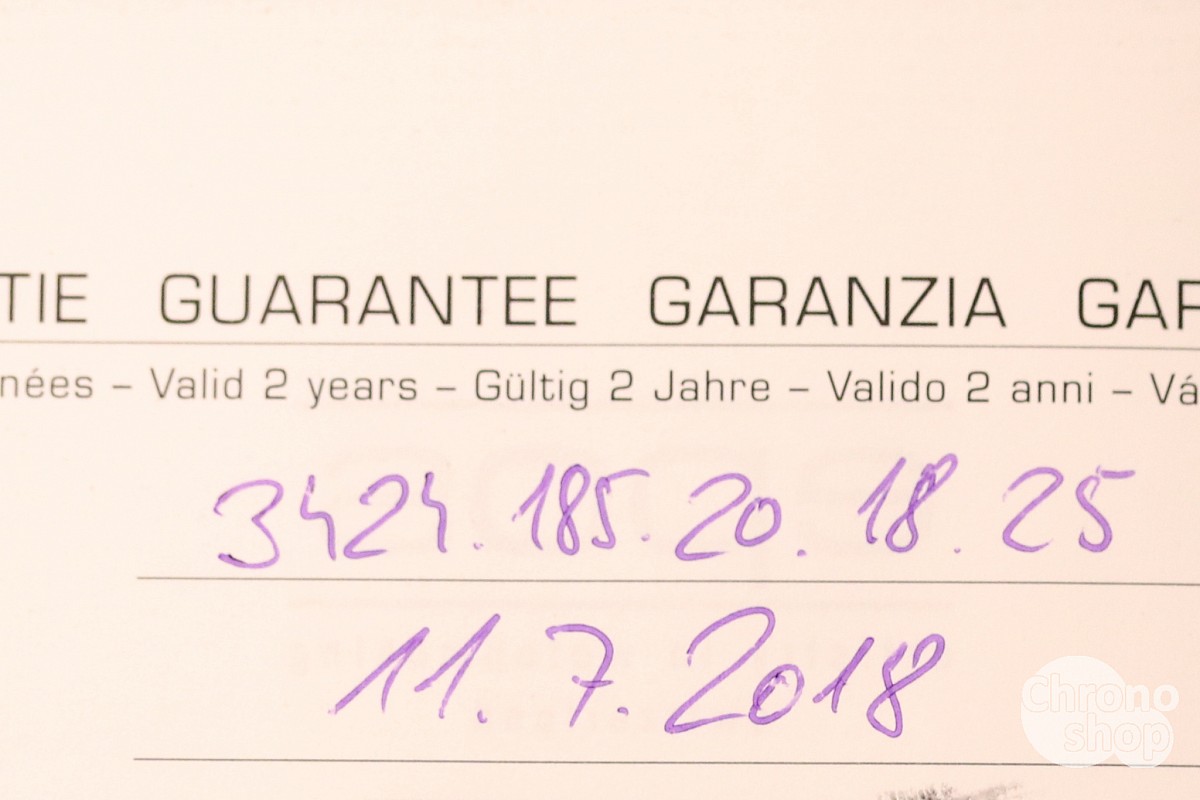 TIE GUARANTEE GARANZIA GAR
nées – Valid 2 years – Gültig 2 Jahre – Valido 2 anni – Vá
3424. 185. 20. 18. 25
11. 7. 2018
Chrono
shop